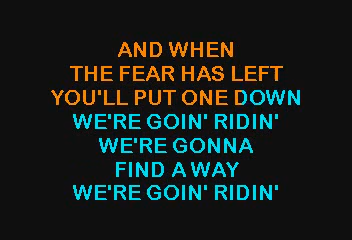 AND WHEN
THE FEAR HAS LEFT
YOU'LL PUT ONE DOWN
WE'RE GOIN' RIDIN'
WE'RE GONNA
FIND A WAY
WE'RE GOIN' RIDIN'